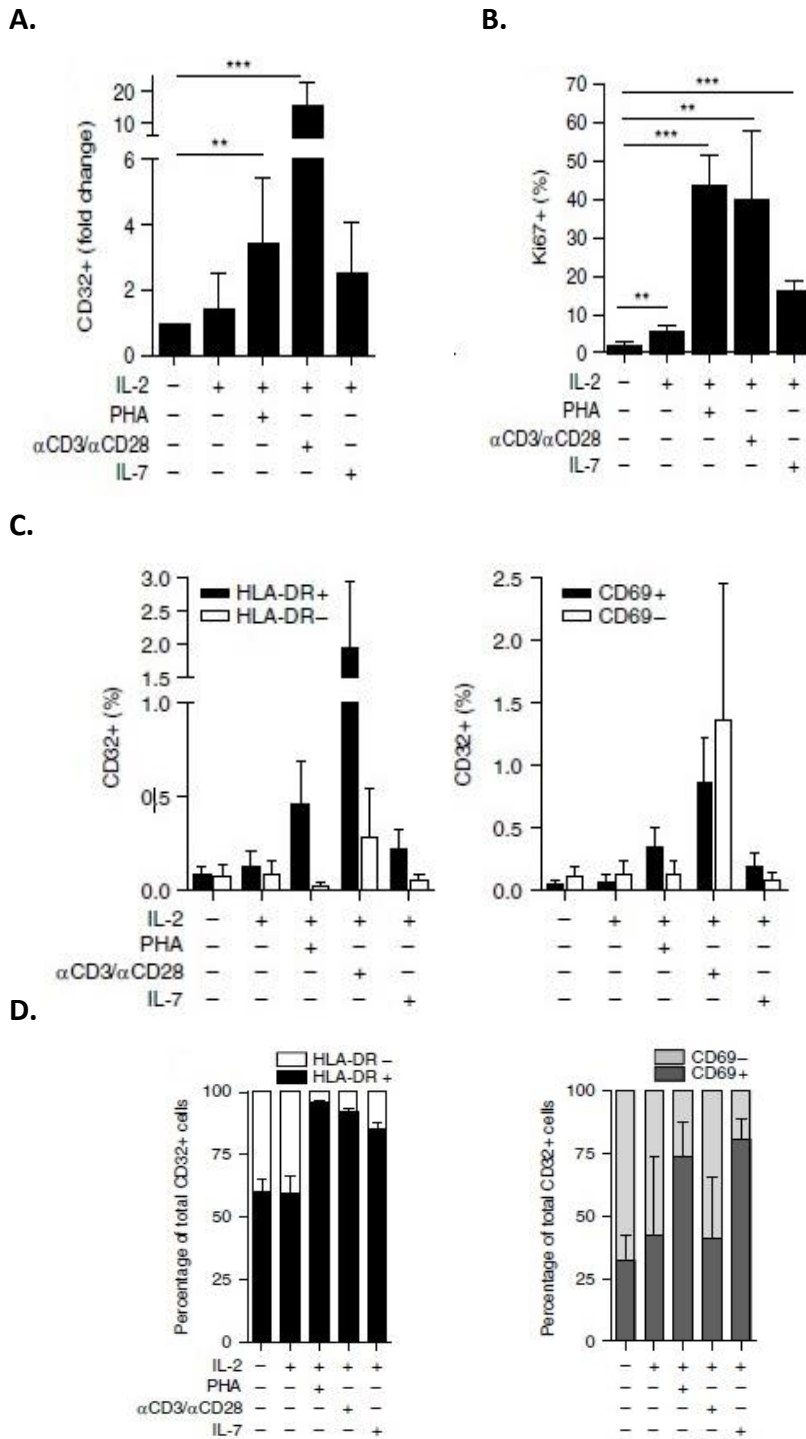 A.
B.
CD32+ (fold change)
20
10
6
4
2
0
***
**
IL-2 − + + + +
PHA − − + − −
αCD3/αCD28 − − − + −
IL-7 − − − − +
Ki67+ (%)
70
60
50
40
30
20
10
0
***
**
***
**
IL-2 − + + + +
PHA − − + − −
αCD3/αCD28 − − − + −
IL-7 − − − − +
C.
CD32+ (%)
3.0
2.5
2.0
1.5
1.0
0.5
0.0
HLA-DR+
HLA-DR−
IL-2 − + + + +
PHA − − + − −
αCD3/αCD28 − − − + −
IL-7 − − − − +
CD32+ (%)
2.5
2.0
1.5
1.0
0.5
0.0
CD69+
CD69−
− + + + +
− − + − −
− − − + −
− − − − +
D.
Percentage of total CD32+ cells
HLA-DR −
HLA-DR +
100
75
50
25
0
IL-2 − + + + +
PHA − − + − −
αCD3/αCD28 − − − + −
IL-7 − − − − +
Percentage of total CD32+ cells
CD69−
CD69+
100
75
50
25
0
− + + + +
− − + − −
− − − + −
− − − − +